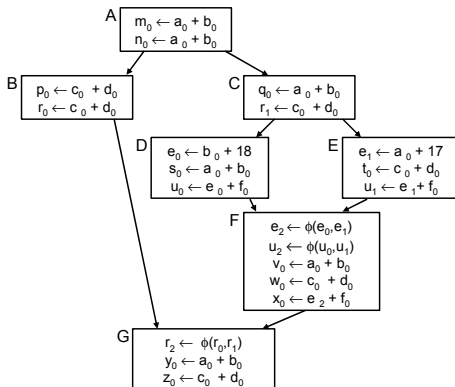 A
m₀ ← a₀ + b₀
n₀ ← a₀ + b₀
B
p₀ ← c₀ + d₀
r₀ ← c₀ + d₀
C
q₀ ← a₀ + b₀
r₁ ← c₀ + d₀
D
e₀ ← b₀ + 18
s₀ ← a₀ + b₀
u₀ ← e₀ + f₀
E
e₁ ← a₀ + 17
t₀ ← c₀ + d₀
u₁ ← e₁ + f₀
F
e₂ ← ϕ(e₀,e₁)
u₂ ← ϕ(u₀,u₁)
v₀ ← a₀ + b₀
w₀ ← c₀ + d₀
x₀ ← e₂ + f₀
G
r₂ ← ϕ(r₀,r₁)
y₀ ← a₀ + b₀
z₀ ← c₀ + d₀